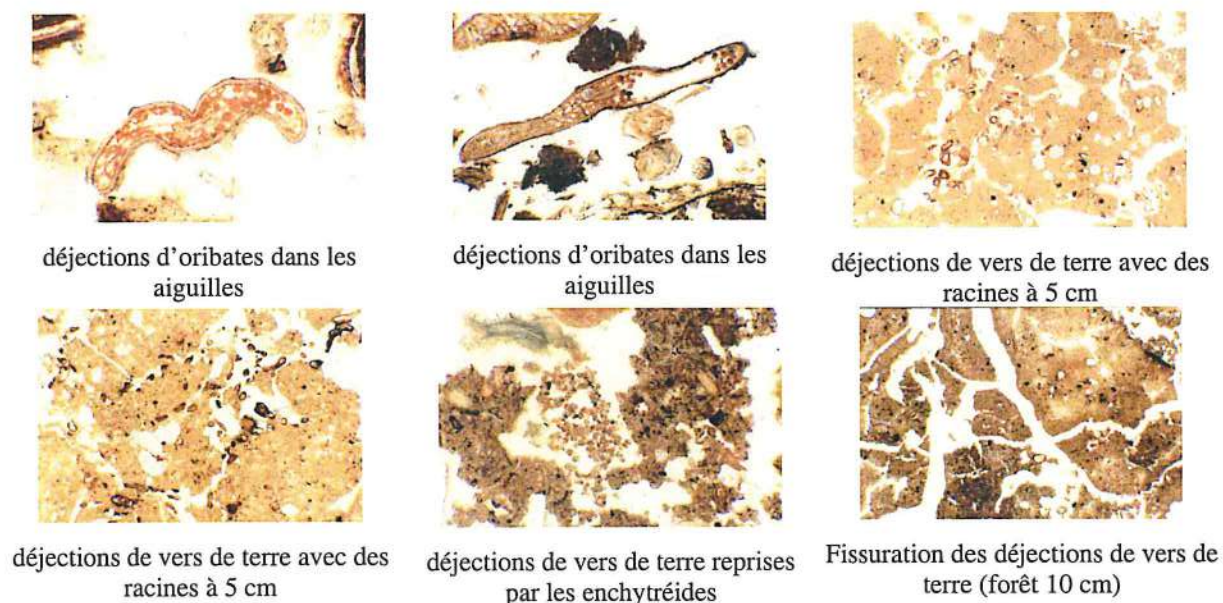 déjections d'oribates dans les
aiguilles
déjections d'oribates dans les
aiguilles
déjections de vers de terre avec des
racines à 5 cm
déjections de vers de terre avec des
racines à 5 cm
déjections de vers de terre reprises
par les enchytréides
Fissuration des déjections de vers de
terre (forêt 10 cm)